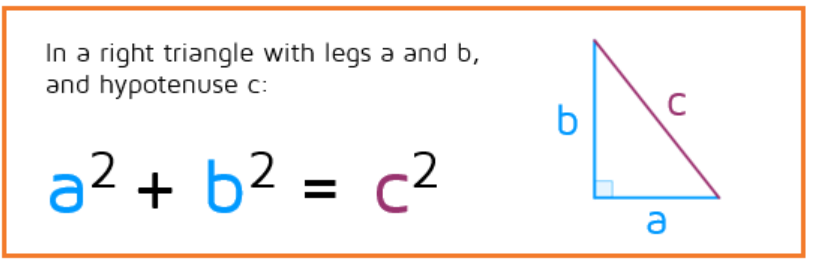 In a right triangle with legs a and b,
and hypotenuse c:
a² + b² = c²
b
c
a